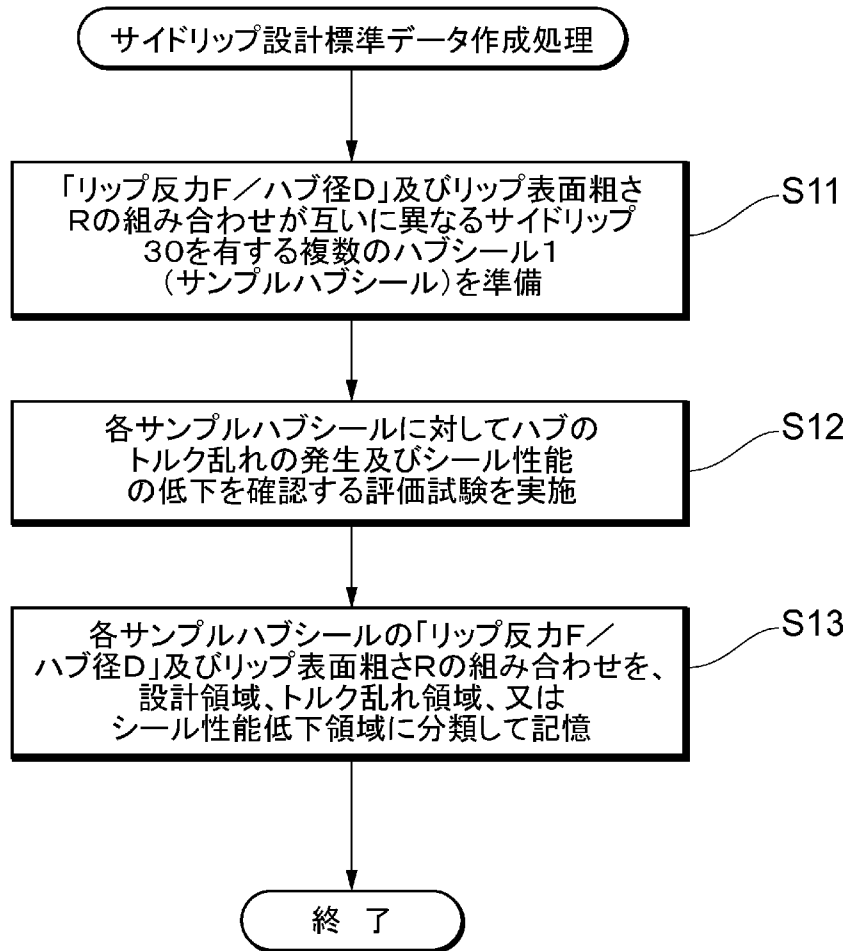 サイドリップ設計標準データ作成処理
「リップ反力F／ハブ径D」及びリップ表面粗さ
Rの組み合わせが互いに異なるサイドリップ
30を有する複数のハブシール1
(サンプルハブシール)を準備
S11
各サンプルハブシールに対してハブの
トルク乱れの発生及びシール性能
の低下を確認する評価試験を実施
S12
各サンプルハブシールの「リップ反力F／
ハブ径D」及びリップ表面粗さRの組み合わせを、
設計領域、トルク乱れ領域、又は
シール性能低下領域に分類して記憶
S13
終 了